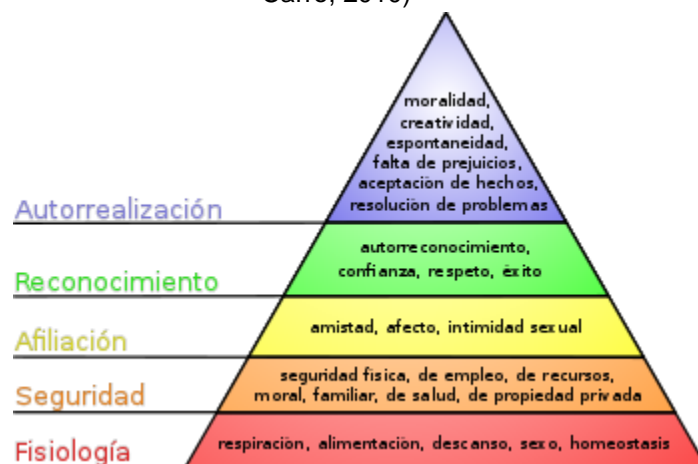 2010)
moralidad,
creatividad,
espontaneidad,
falta de prejuicios,
aceptación de hechos,
resolución de problemas
Autorrealización
autorreconocimiento,
confianza, respeto, éxito
Reconocimiento
amistad, afecto, intimidad sexual
Afiliación
seguridad física, de empleo, de recursos,
moral, familiar, de salud, de propiedad privada
Seguridad
respiración, alimentación, descanso, sexo, homeostasis
Fisiología